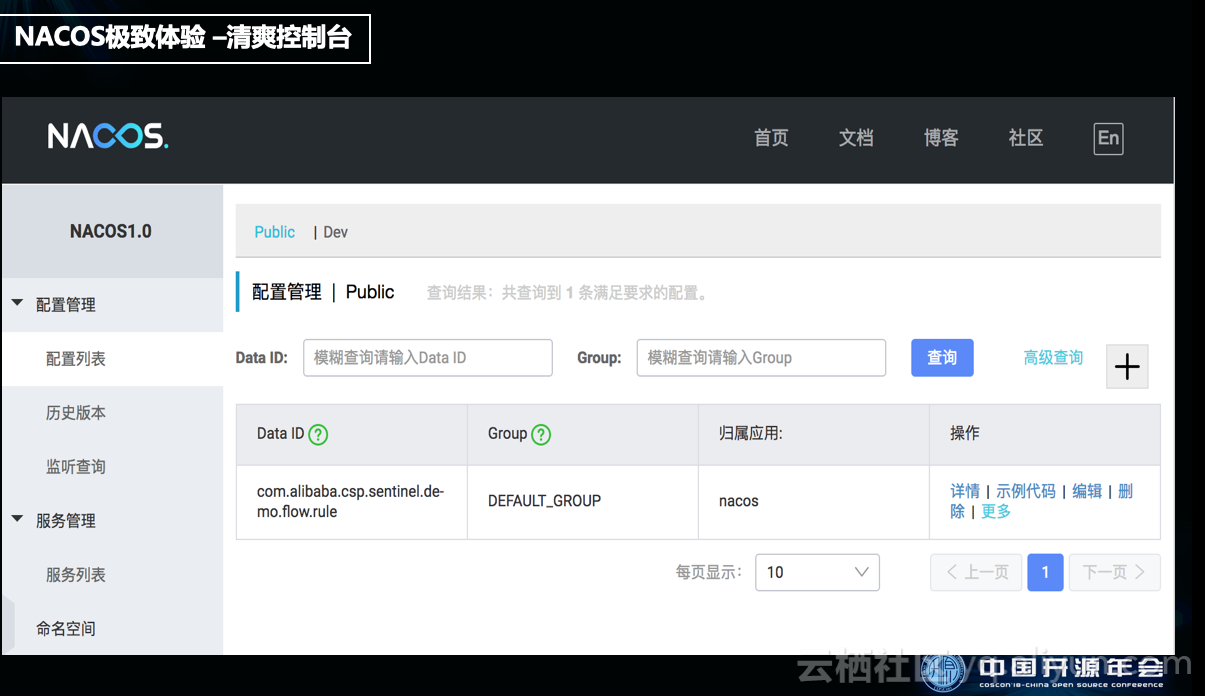 NACOS极致体验 –清爽控制台
NACOS.
首页 文档 博客 社区 En
NACOS1.0
配置管理
配置列表
历史版本
监听查询
服务管理
服务列表
命名空间
Public | Dev
配置管理 | Public 查询结果：共查询到 1 条满足要求的配置。
Data ID: 模糊查询请输入Data ID Group: 模糊查询请输入Group 查询 高级查询 +
Data ID ? Group ? 归属应用: 操作
com.alibaba.csp.sentinel.de-
mo.flow.rule
DEFAULT_GROUP
nacos
详情 | 示例代码 | 编辑 | 删
除 | 更多
每页显示: 10 < 上一页 1 下一页 >
云栖社区 yq.aliyun.com
中国开源年会
COSCON'18-CHINA OPEN SOURCE CONFERENCE